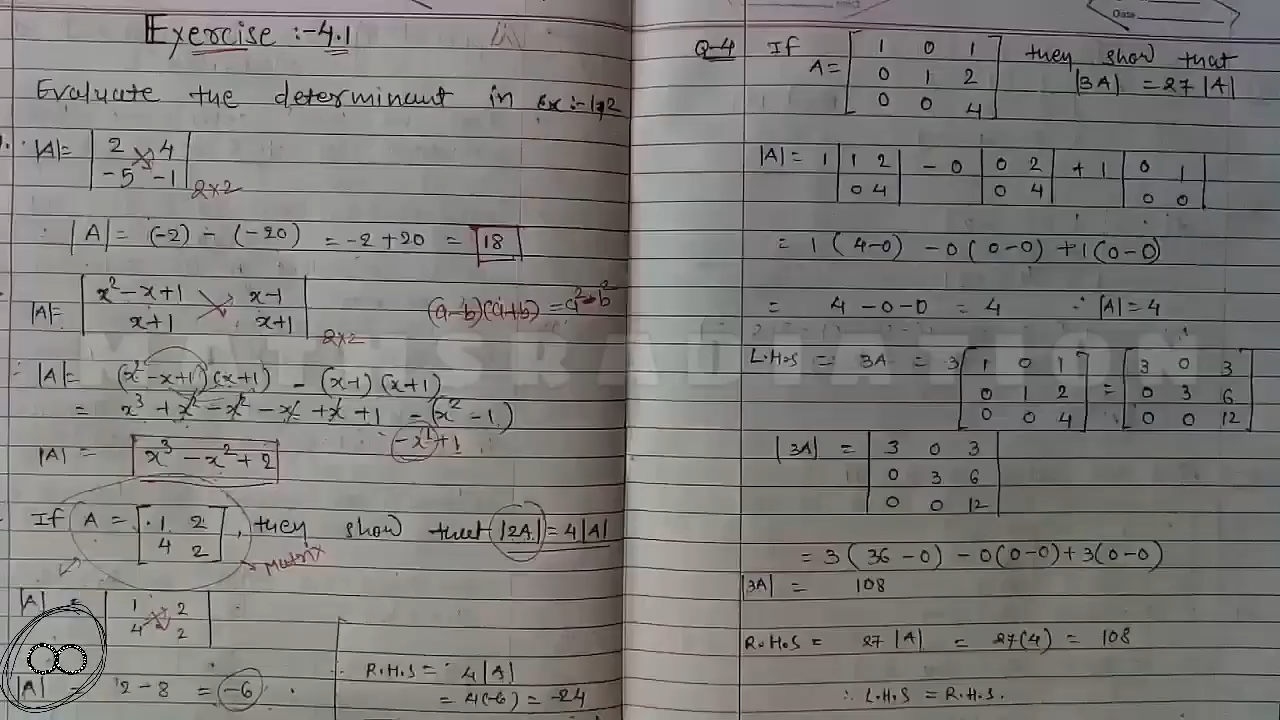 Exercise :- 4.1
Evaluate the determinant in Ex :- 1,2
|A| = | 2 4 |
| -5 -1 | 2x2
∴ |A| = (-2) - (-20) = -2 + 20 = 18
|A| = | x² - x + 1 x - 1 |
| x + 1 x + 1 | 2x2
(a-b)(a+b) = a² - b²
∴ |A| = (x² - x + 1)(x + 1) - (x - 1)(x + 1)
= x³ + x² - x² - x + x + 1 - (x² - 1)
- x² + 1
|A| = x³ - x² + 2
If A = [ 1 2 ] , they show that |2A| = 4|A|
[ 4 2 ]
Matrix
|A| = | 1 2 |
| 4 2 |
|A| = 2 - 8 = -6
R.H.S = 4|A|
= 4(-6) = -24
Q-4 If A = [ 1 0 1 ] they show that
[ 0 1 2 ] |3A| = 27|A|
[ 0 0 4 ]
|A| = 1 | 1 2 | - 0 | 0 2 | + 1 | 0 1 |
| 0 4 | | 0 4 | | 0 0 |
= 1(4-0) - 0(0-0) + 1(0-0)
= 4 - 0 - 0 = 4 ∴ |A| = 4
L.H.S = 3A = 3 [ 1 0 1 ] = [ 3 0 3 ]
[ 0 1 2 ] [ 0 3 6 ]
[ 0 0 4 ] [ 0 0 12 ]
|3A| = | 3 0 3 |
| 0 3 6 |
| 0 0 12 |
= 3(36 - 0) - 0(0-0) + 3(0-0)
|3A| = 108
R.H.S = 27|A| = 27(4) = 108
∴ L.H.S = R.H.S.
MATHSRADIATION